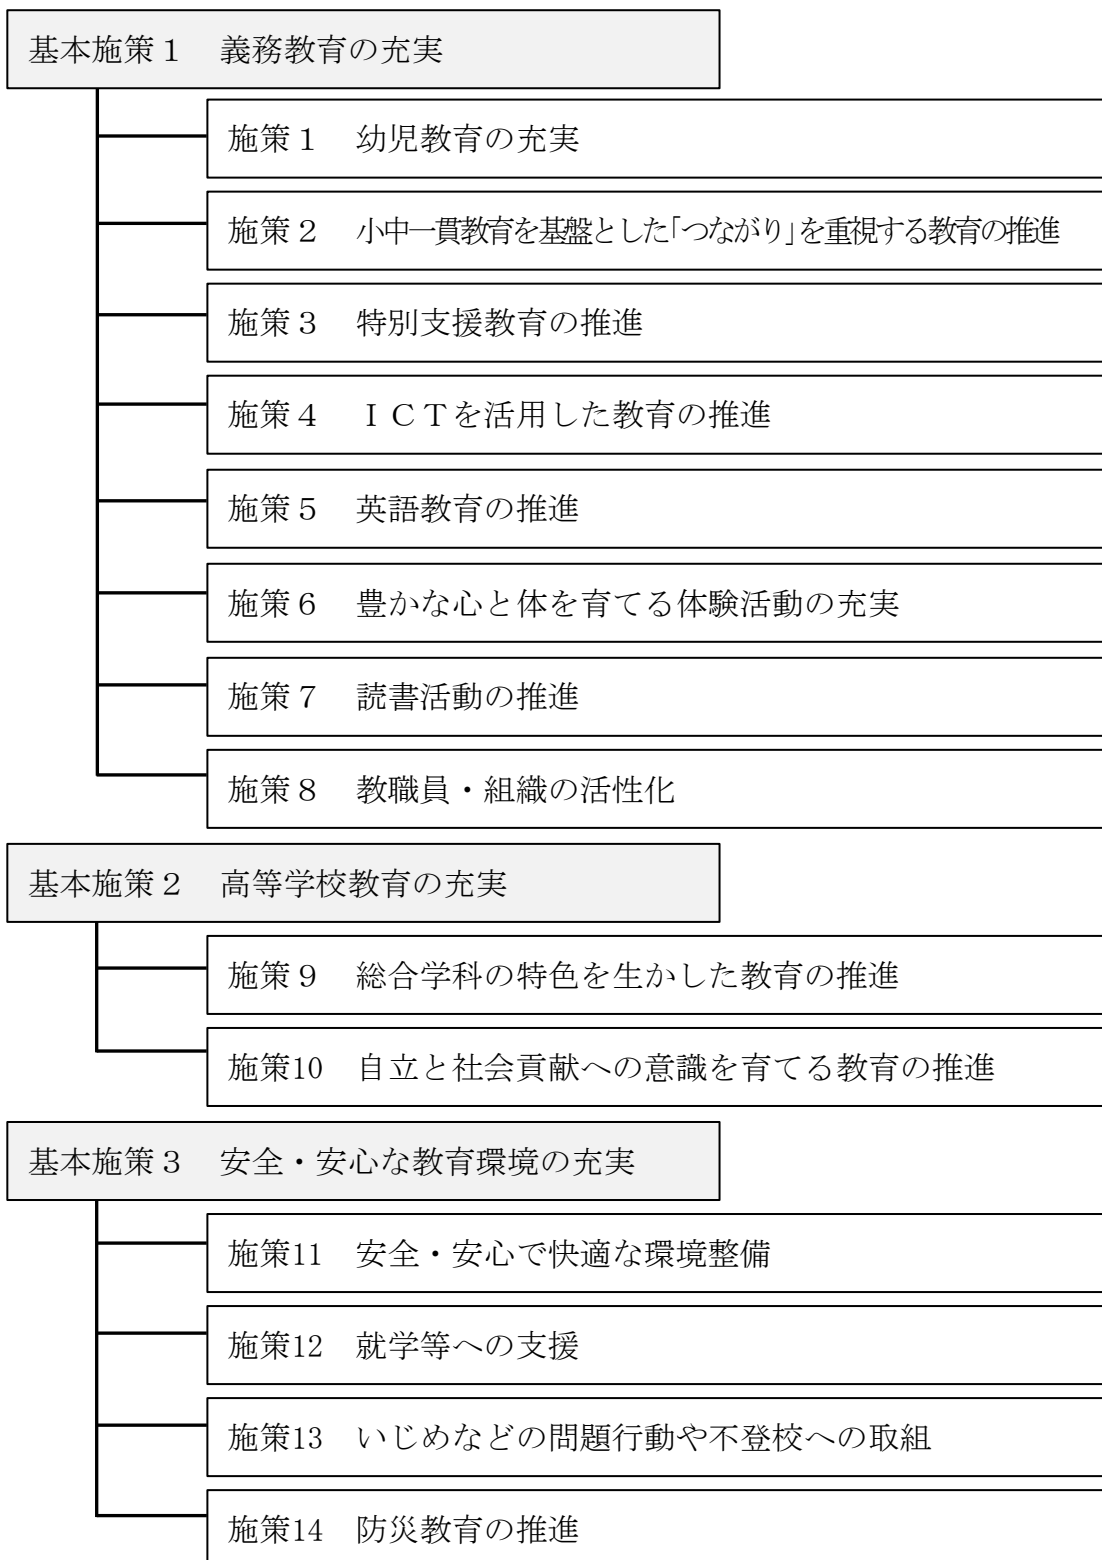 基本施策１　義務教育の充実
施策１　幼児教育の充実
施策２　小中一貫教育を基盤とした「つながり」を重視する教育の推進
施策３　特別支援教育の推進
施策４　ＩＣＴを活用した教育の推進
施策５　英語教育の推進
施策６　豊かな心と体を育てる体験活動の充実
施策７　読書活動の推進
施策８　教職員・組織の活性化
基本施策２　高等学校教育の充実
施策９　総合学科の特色を生かした教育の推進
施策10　自立と社会貢献への意識を育てる教育の推進
基本施策３　安全・安心な教育環境の充実
施策11　安全・安心で快適な環境整備
施策12　就学等への支援
施策13　いじめなどの問題行動や不登校への取組
施策14　防災教育の推進